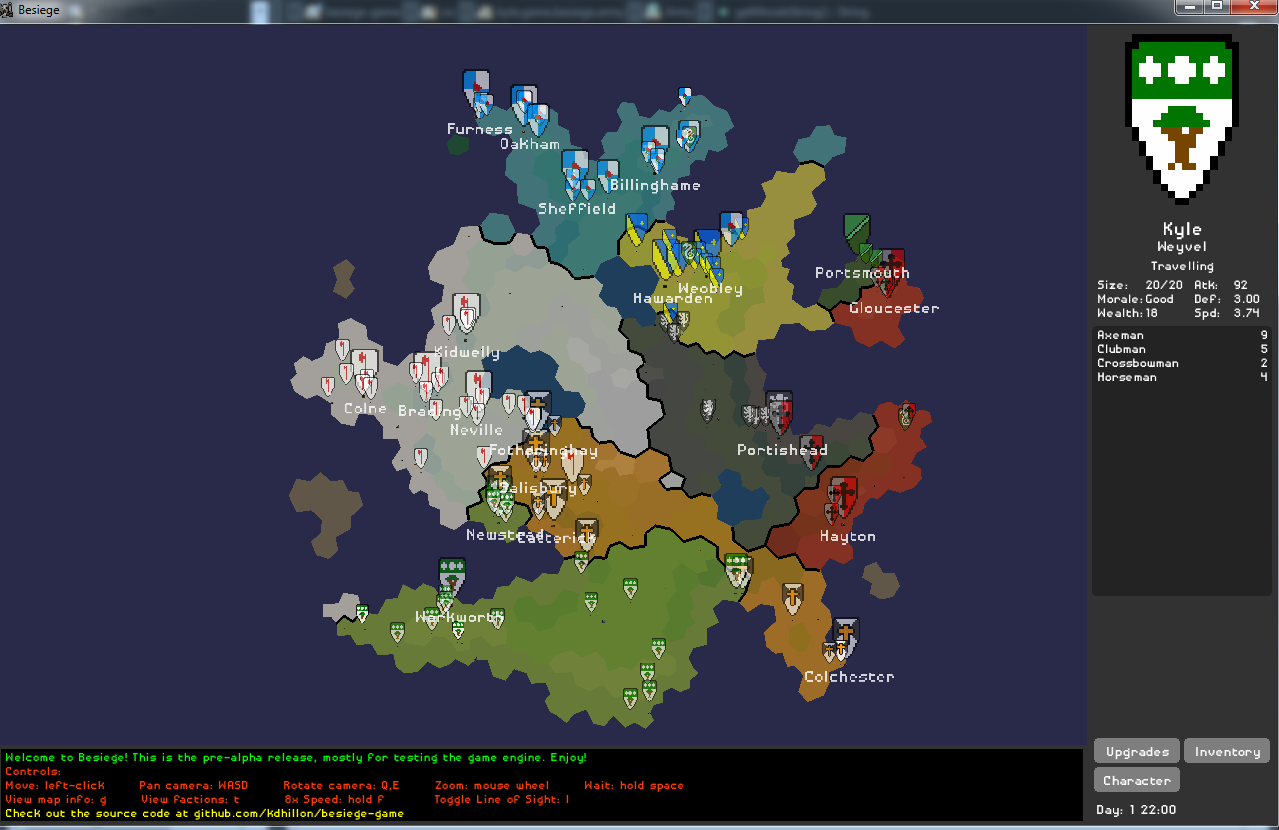 Besiege
Furness
Oakham
Billinghame
Sheffield
Portsmouth
Weobley
Hawarden
Gloucester
Kidwelly
Colne
Brading
Neville
Fotheringhay
Portishead
Salisbury
Newstead
Catterick
Hayton
Warkworth
Colchester
Kyle
Weyvel
Travelling
Size: 20/20 Atk: 92
Morale: Good Def: 3.00
Wealth: 18 Spd: 3.74
Axeman 9
Clubman 5
Crossbowman 2
Horseman 4
Upgrades Inventory
Character
Day: 1 22:00
Welcome to Besiege! This is the pre-alpha release, mostly for testing the game engine. Enjoy!
Controls:
Move: left-click Pan camera: WASD Rotate camera: Q,E Zoom: mouse wheel Wait: hold space
View map info: g View factions: t 8x Speed: hold f Toggle Line of Sight: l
Check out the source code at github.com/kdhillon/besiege-game